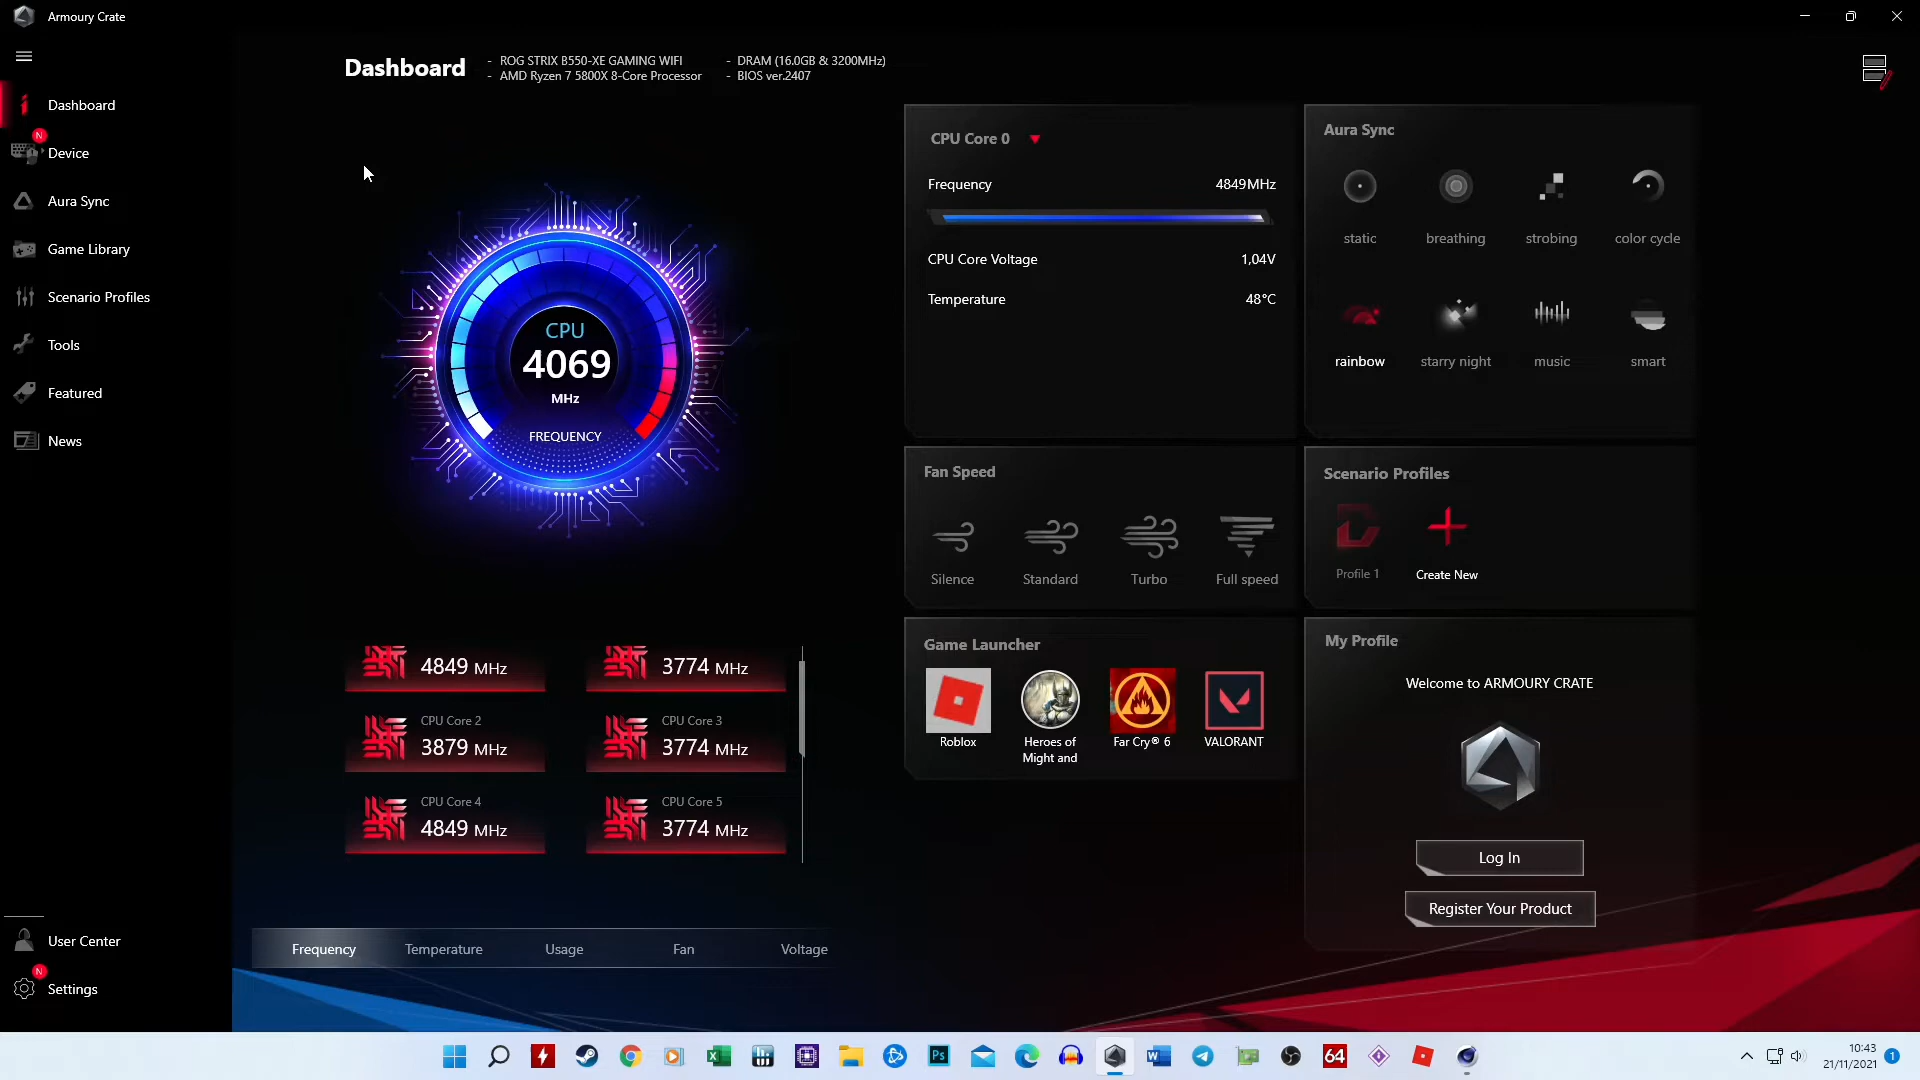 Armoury Crate
Dashboard
- ROG STRIX B550-XE GAMING WIFI
- AMD Ryzen 7 5800X 8-Core Processor
- DRAM (16.0GB & 3200MHz)
- BIOS ver.2407
Dashboard
N
Device
Aura Sync
Game Library
Scenario Profiles
Tools
Featured
News
User Center
N
Settings
CPU
4069
MHz
FREQUENCY
4849 MHz
3774 MHz
CPU Core 2
3879 MHz
CPU Core 3
3774 MHz
CPU Core 4
4849 MHz
CPU Core 5
3774 MHz
Frequency Temperature Usage Fan Voltage
CPU Core 0
Frequency 4849MHz
CPU Core Voltage 1,04V
Temperature 48°C
Aura Sync
static breathing strobing color cycle
rainbow starry night music smart
Fan Speed
Silence Standard Turbo Full speed
Scenario Profiles
Profile 1 Create New
Game Launcher
Roblox
Heroes of
Might and
Far Cry® 6
VALORANT
My Profile
Welcome to ARMOURY CRATE
Log In
Register Your Product
Ps
64
10:43
21/11/2021
1